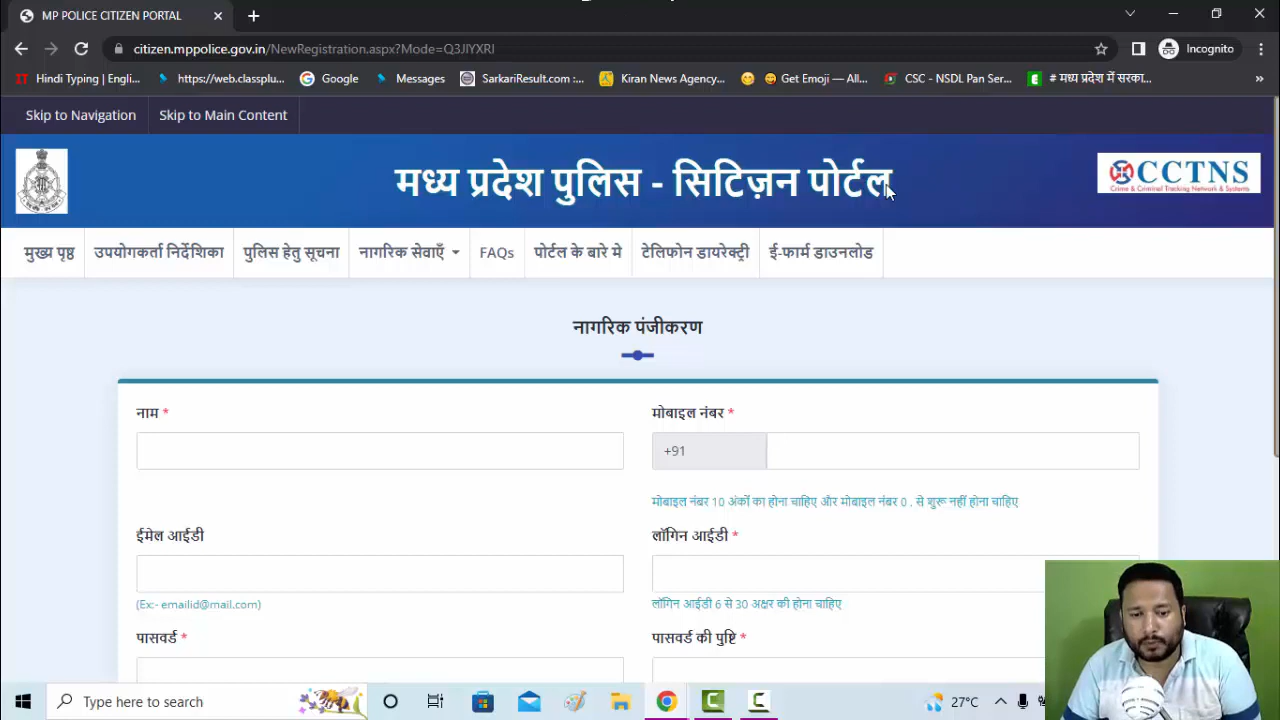 MP POLICE CITIZEN PORTAL
citizen.mppolice.gov.in/NewRegistration.aspx?Mode=Q3JIYXRl
Incognito
Hindi Typing | Engli...
https://web.classplu...
Google
Messages
SarkariResult.com :...
Kiran News Agency...
Get Emoji — All...
CSC - NSDL Pan Ser...
# मध्य प्रदेश में सरका...
Skip to Navigation
Skip to Main Content
मध्य प्रदेश पुलिस - सिटिज़न पोर्टल
CCTNS
Crime & Criminal Tracking Network & Systems
मुख्य पृष्ठ
उपयोगकर्ता निर्देशिका
पुलिस हेतु सूचना
नागरिक सेवाएँ
FAQs
पोर्टल के बारे मे
टेलिफोन डायरेक्ट्री
ई-फार्म डाउनलोड
नागरिक पंजीकरण
नाम *
मोबाइल नंबर *
+91
मोबाइल नंबर 10 अंकों का होना चाहिए और मोबाइल नंबर 0 . से शुरू नहीं होना चाहिए
ईमेल आईडी
लॉगिन आईडी *
(Ex:- emailid@mail.com)
लॉगिन आईडी 6 से 30 अक्षर की होना चाहिए
पासवर्ड *
पासवर्ड की पुष्टि *
Type here to search
27°C